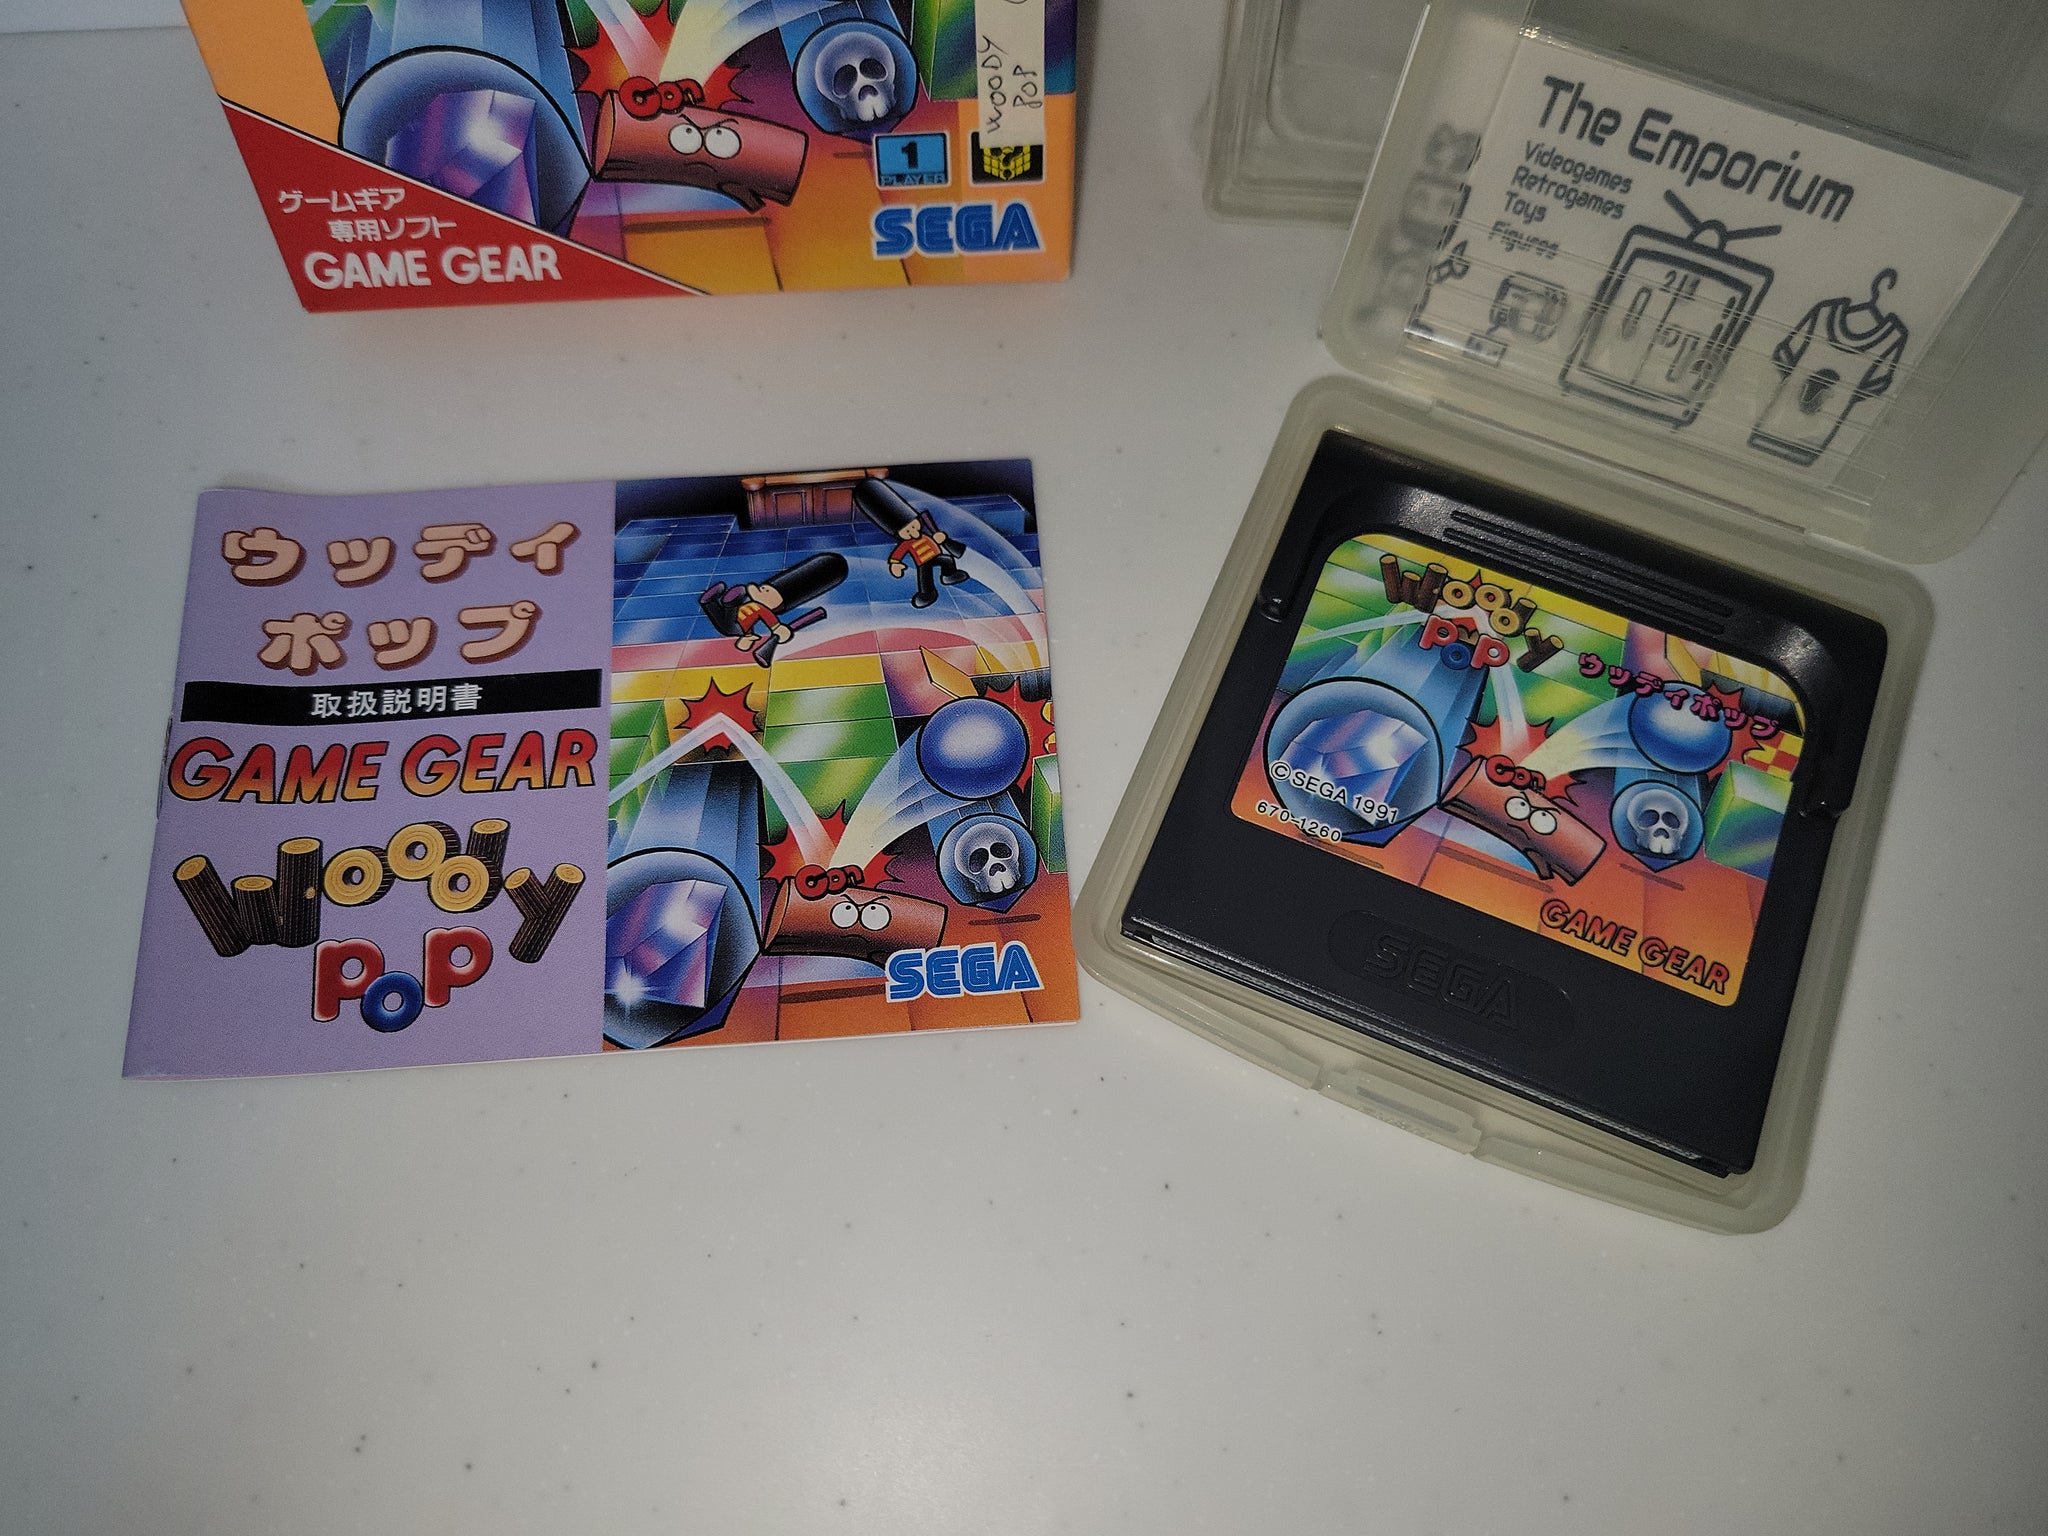 Gon
WOODY
POP
1
PLAYER
SEGA
ゲームギア
専用ソフト
GAME GEAR
The Emporium
Videogames
Retrogames
Toys
Figures
ウッディ
ポップ
取扱説明書
GAME GEAR
Woody
POP
Gon
SEGA
Woody
POP
ウッディポップ
Gon
©SEGA 1991
670-1260
GAME GEAR
SEGA